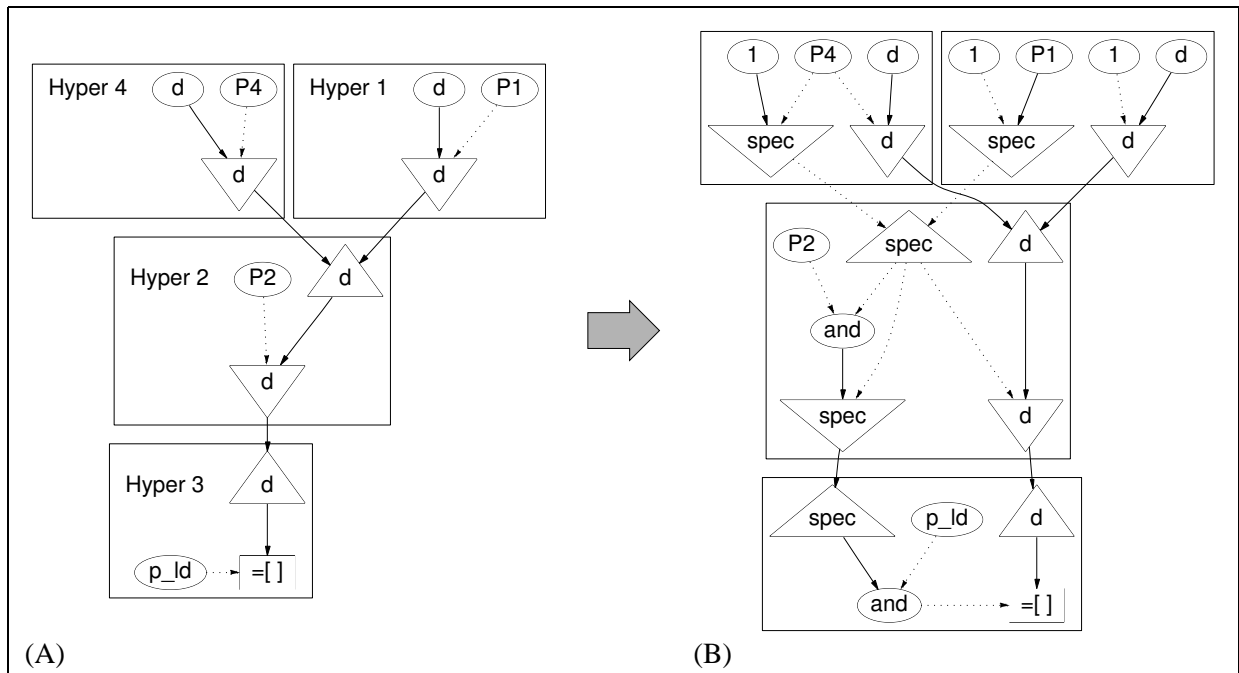 Hyper 4
d
P4
d
Hyper 1
d
P1
d
Hyper 2
P2
d
d
Hyper 3
d
p_ld
=[ ]
(A)
1
P4
d
spec
d
1
P1
1
d
spec
d
P2
spec
d
and
spec
d
spec
p_ld
d
and
=[ ]
(B)